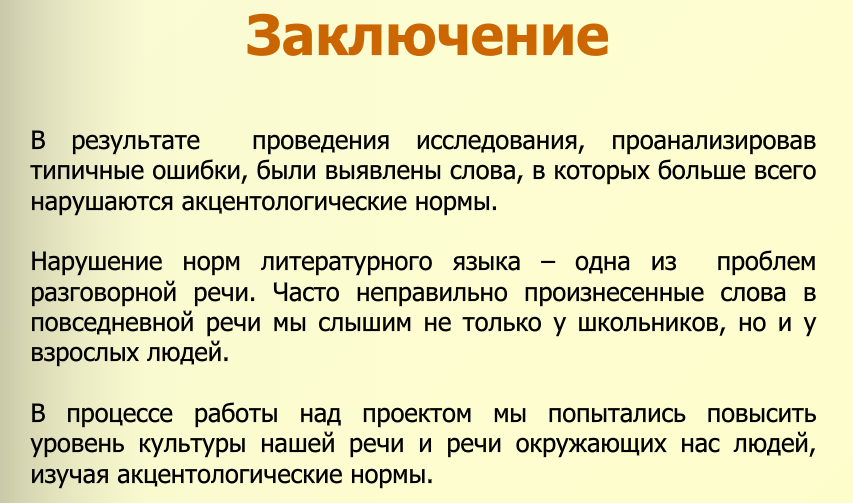 Заключение
В результате проведения исследования, проанализировав
типичные ошибки, были выявлены слова, в которых больше всего
нарушаются акцентологические нормы.
Нарушение норм литературного языка – одна из проблем
разговорной речи. Часто неправильно произнесенные слова в
повседневной речи мы слышим не только у школьников, но и у
взрослых людей.
В процессе работы над проектом мы попытались повысить
уровень культуры нашей речи и речи окружающих нас людей,
изучая акцентологические нормы.